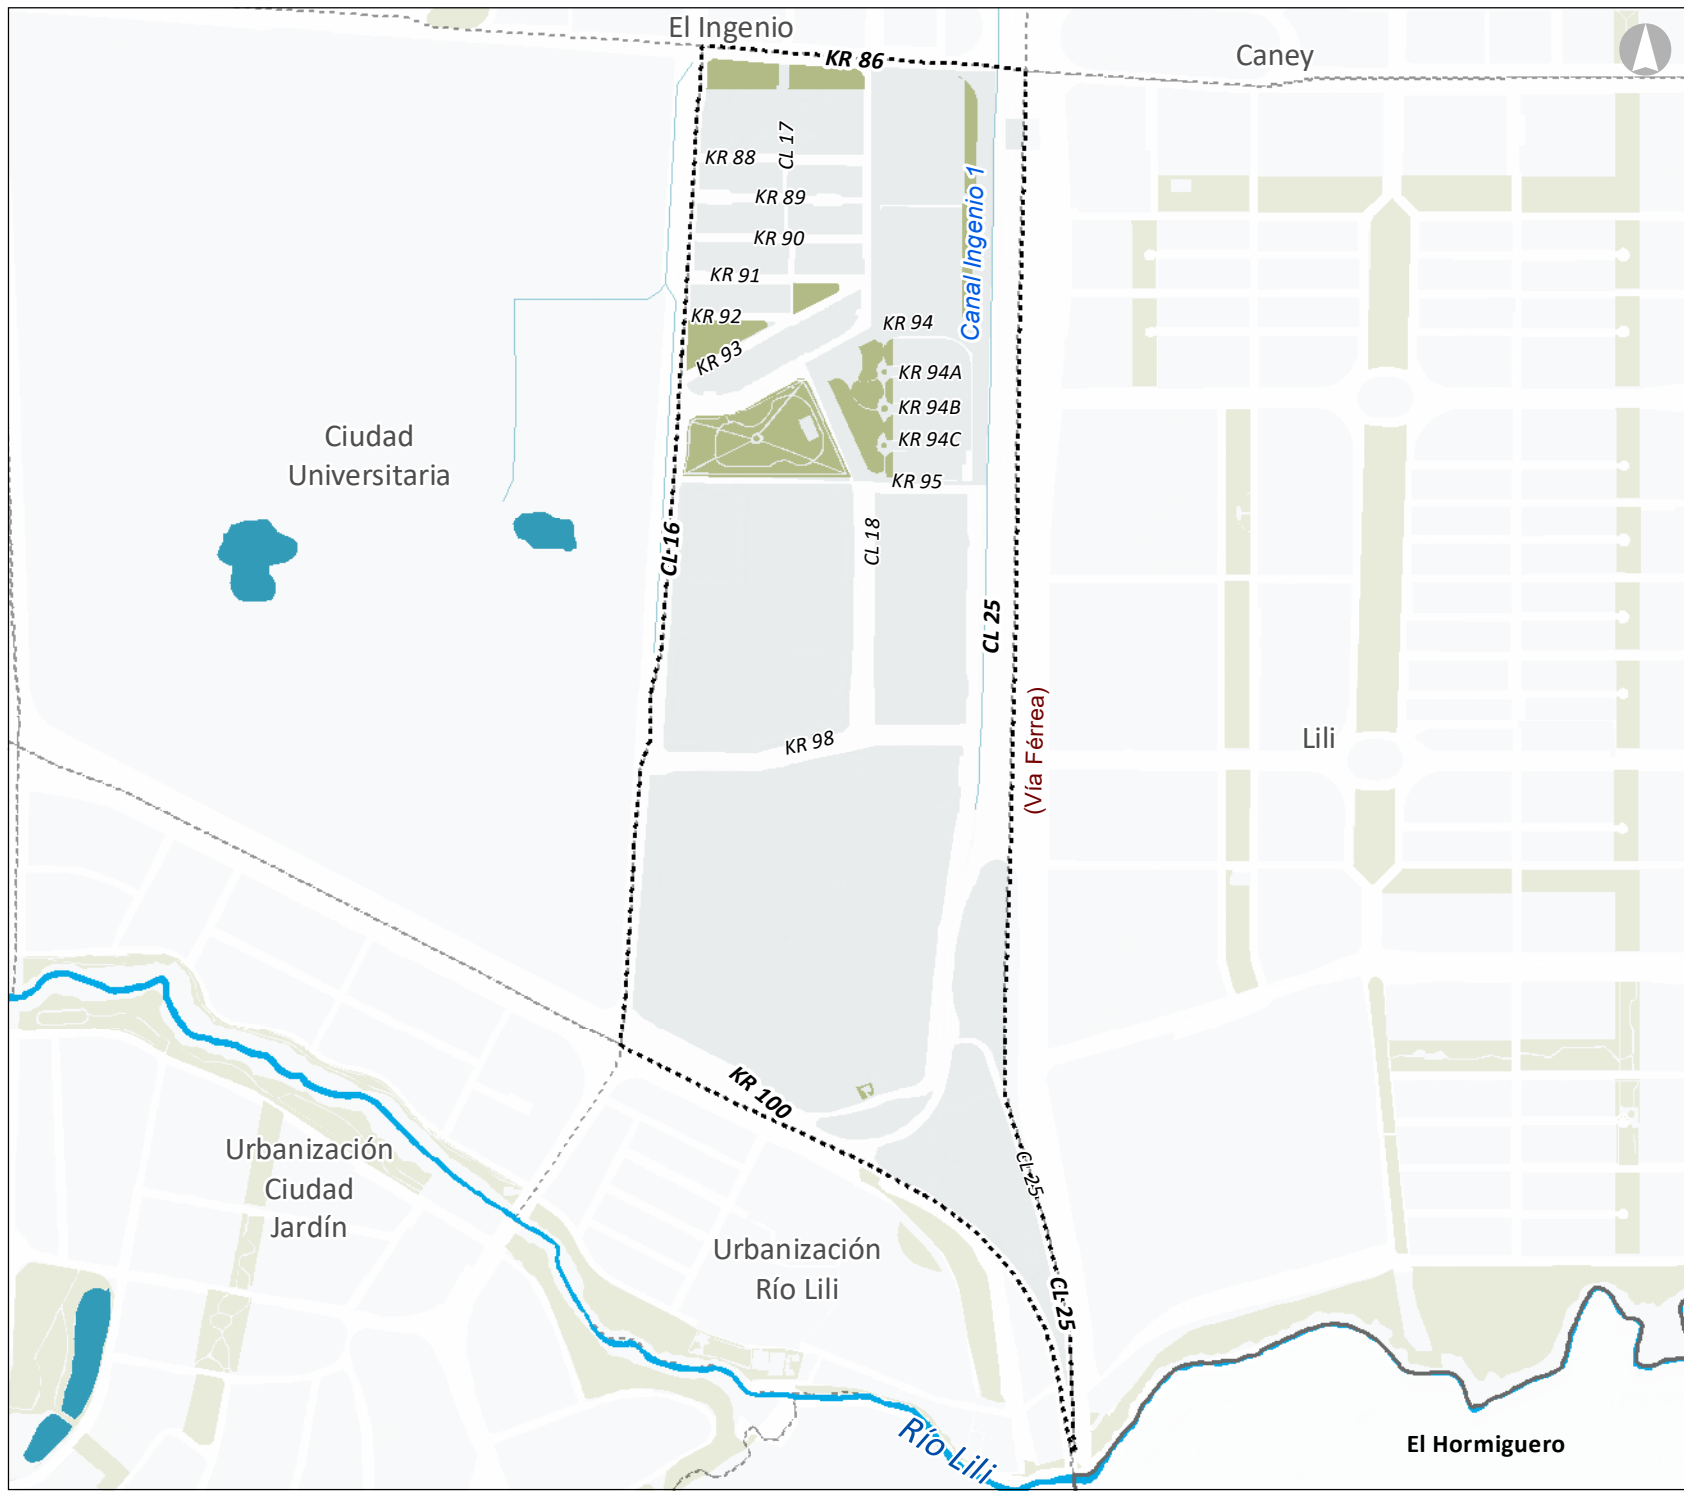 El Ingenio
KR 86
Caney
CL 17
KR 88
KR 89
KR 90
KR 91
KR 92
KR 93
Canal Ingenio 1
KR 94
KR 94A
KR 94B
KR 94C
KR 95
Ciudad
Universitaria
CL 16
CL 18
CL 25
(Vía Férrea)
Lili
KR 98
KR 100
Urbanización
Ciudad
Jardín
CL 25
Urbanización
Río Lili
CL 25
Río Lili
El Hormiguero